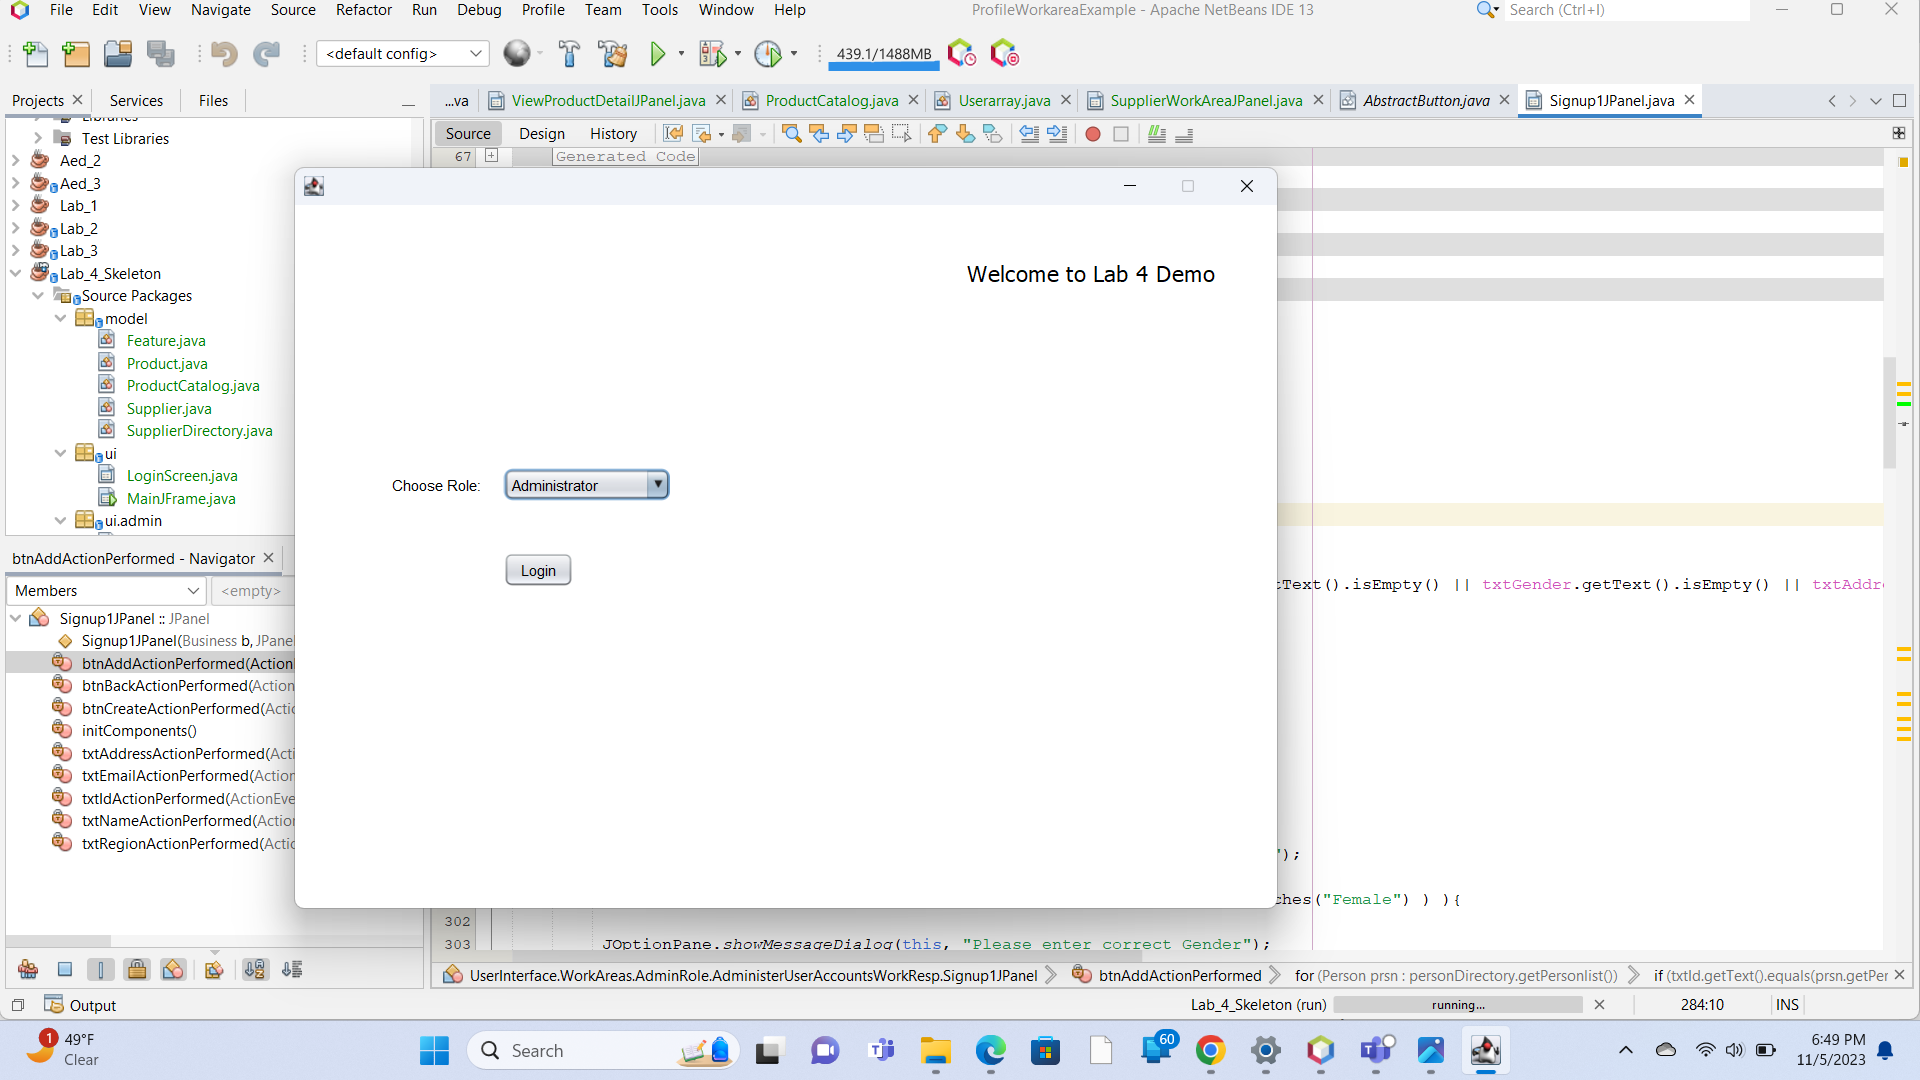 File Edit View Navigate Source Refactor Run Debug Profile Team Tools Window Help ProfileWorkareaExample - Apache NetBeans IDE 13 Search (Ctrl+I)
<default config> 439.1/1488MB
Projects Services Files ...va ViewProductDetailJPanel.java ProductCatalog.java Userarray.java SupplierWorkAreaJPanel.java AbstractButton.java Signup1JPanel.java
Libraries
Test Libraries
Aed_2
Aed_3
Lab_1
Lab_2
Lab_3
Lab_4_Skeleton
Source Packages
model
Feature.java
Product.java
ProductCatalog.java
Supplier.java
SupplierDirectory.java
ui
LoginScreen.java
MainJFrame.java
ui.admin
Source Design History
67 Generated Code
Welcome to Lab 4 Demo
Choose Role: Administrator
Login
tText().isEmpty() || txtGender.getText().isEmpty() || txtAddr
");
ches("Female") ) ){
302
303 JOptionPane.showMessageDialog(this, "Please enter correct Gender");
btnAddActionPerformed - Navigator
Members <empty>
Signup1JPanel :: JPanel
Signup1JPanel(Business b, JPanel
btnAddActionPerformed(Action
btnBackActionPerformed(Action
btnCreateActionPerformed(Actio
initComponents()
txtAddressActionPerformed(Acti
txtEmailActionPerformed(Action
txtIdActionPerformed(ActionEve
txtNameActionPerformed(Action
txtRegionActionPerformed(Actio
UserInterface.WorkAreas.AdminRole.AdministerUserAccountsWorkResp.Signup1JPanel btnAddActionPerformed for (Person prsn : personDirectory.getPersonlist()) if (txtId.getText().equals(prsn.getPer
Output Lab_4_Skeleton (run) running... 284:10 INS
1 49°F
Clear
Search
60
6:49 PM
11/5/2023